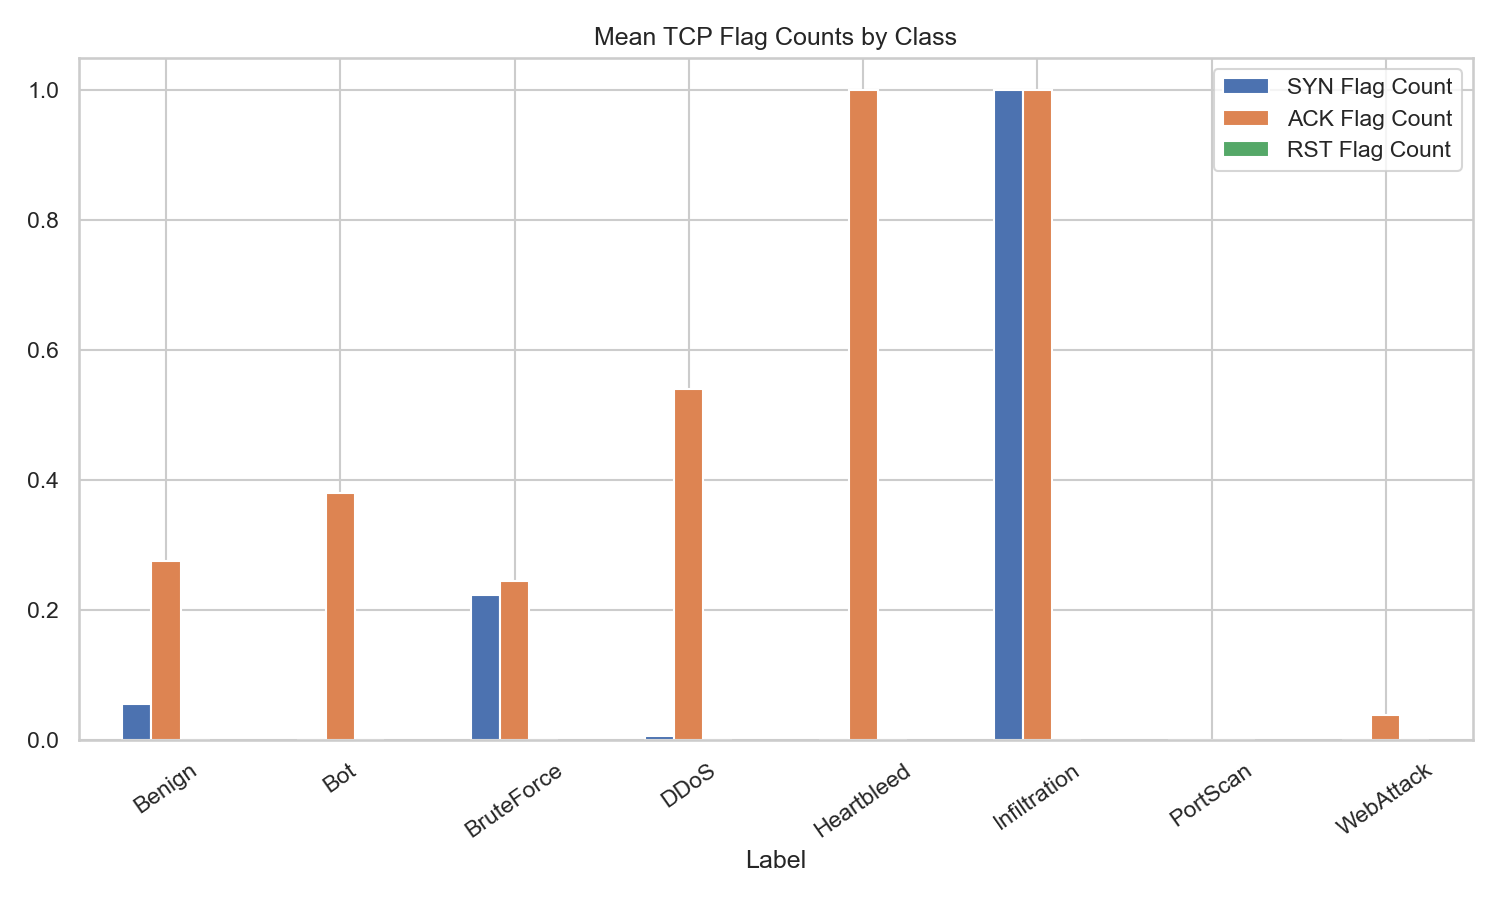 Mean TCP Flag Counts by Class
SYN Flag Count
ACK Flag Count
RST Flag Count
1.0
0.8
0.6
0.4
0.2
0.0
Benign
Bot
BruteForce
DDoS
Heartbleed
Infiltration
PortScan
WebAttack
Label